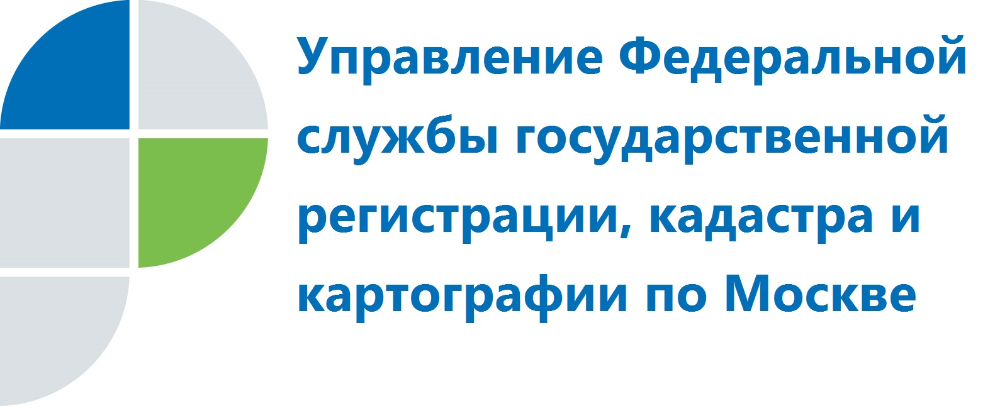 Управление Федеральной
службы государственной
регистрации, кадастра и
картографии по Москве